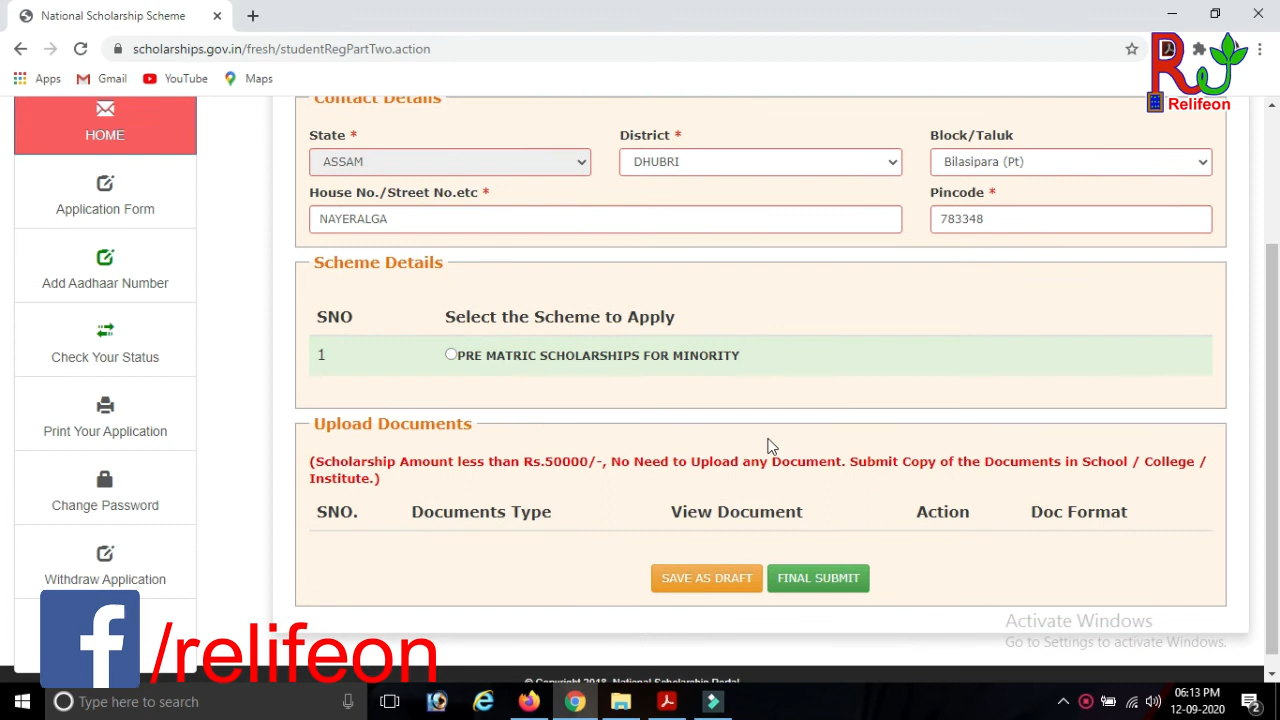 National Scholarship Scheme
scholarships.gov.in/fresh/studentRegPartTwo.action
Apps
Gmail
YouTube
Maps
Relifeon
HOME
Application Form
Add Aadhaar Number
Check Your Status
Print Your Application
Change Password
Withdraw Application
Contact Details
State *
District *
Block/Taluk
ASSAM
DHUBRI
Bilasipara (Pt)
House No./Street No.etc *
Pincode *
NAYERALGA
783348
Scheme Details
SNO
Select the Scheme to Apply
1
PRE MATRIC SCHOLARSHIPS FOR MINORITY
Upload Documents
(Scholarship Amount less than Rs.50000/-, No Need to Upload any Document. Submit Copy of the Documents in School / College /
Institute.)
SNO.
Documents Type
View Document
Action
Doc Format
SAVE AS DRAFT
FINAL SUBMIT
Activate Windows
Go to Settings to activate Windows.
f /relifeon
© Copyright 2018, National Scholarship Portal
Type here to search
06:13 PM
12-09-2020
2